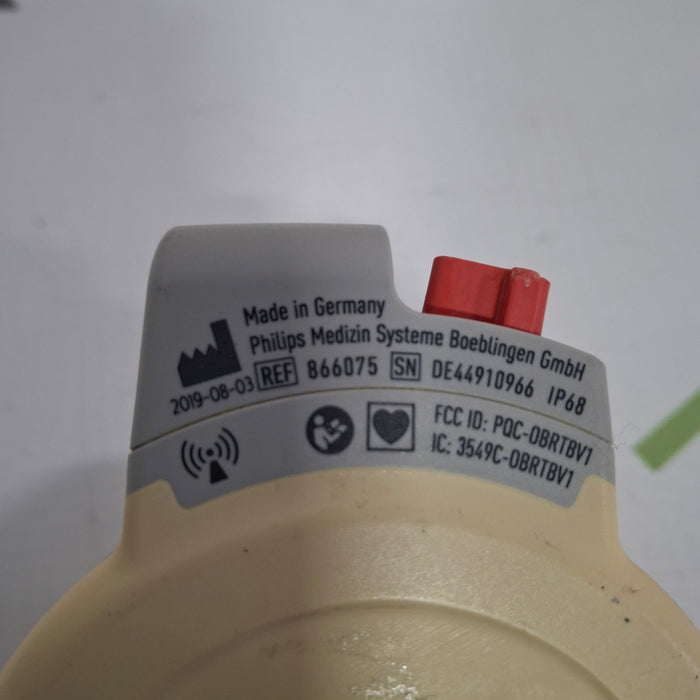 Made in Germany
Philips Medizin Systeme Boeblingen GmbH
2019-08-03 REF 866075 SN DE44910966 IP68
FCC ID: PQC-OBRTBV1
IC: 3549C-OBRTBV1